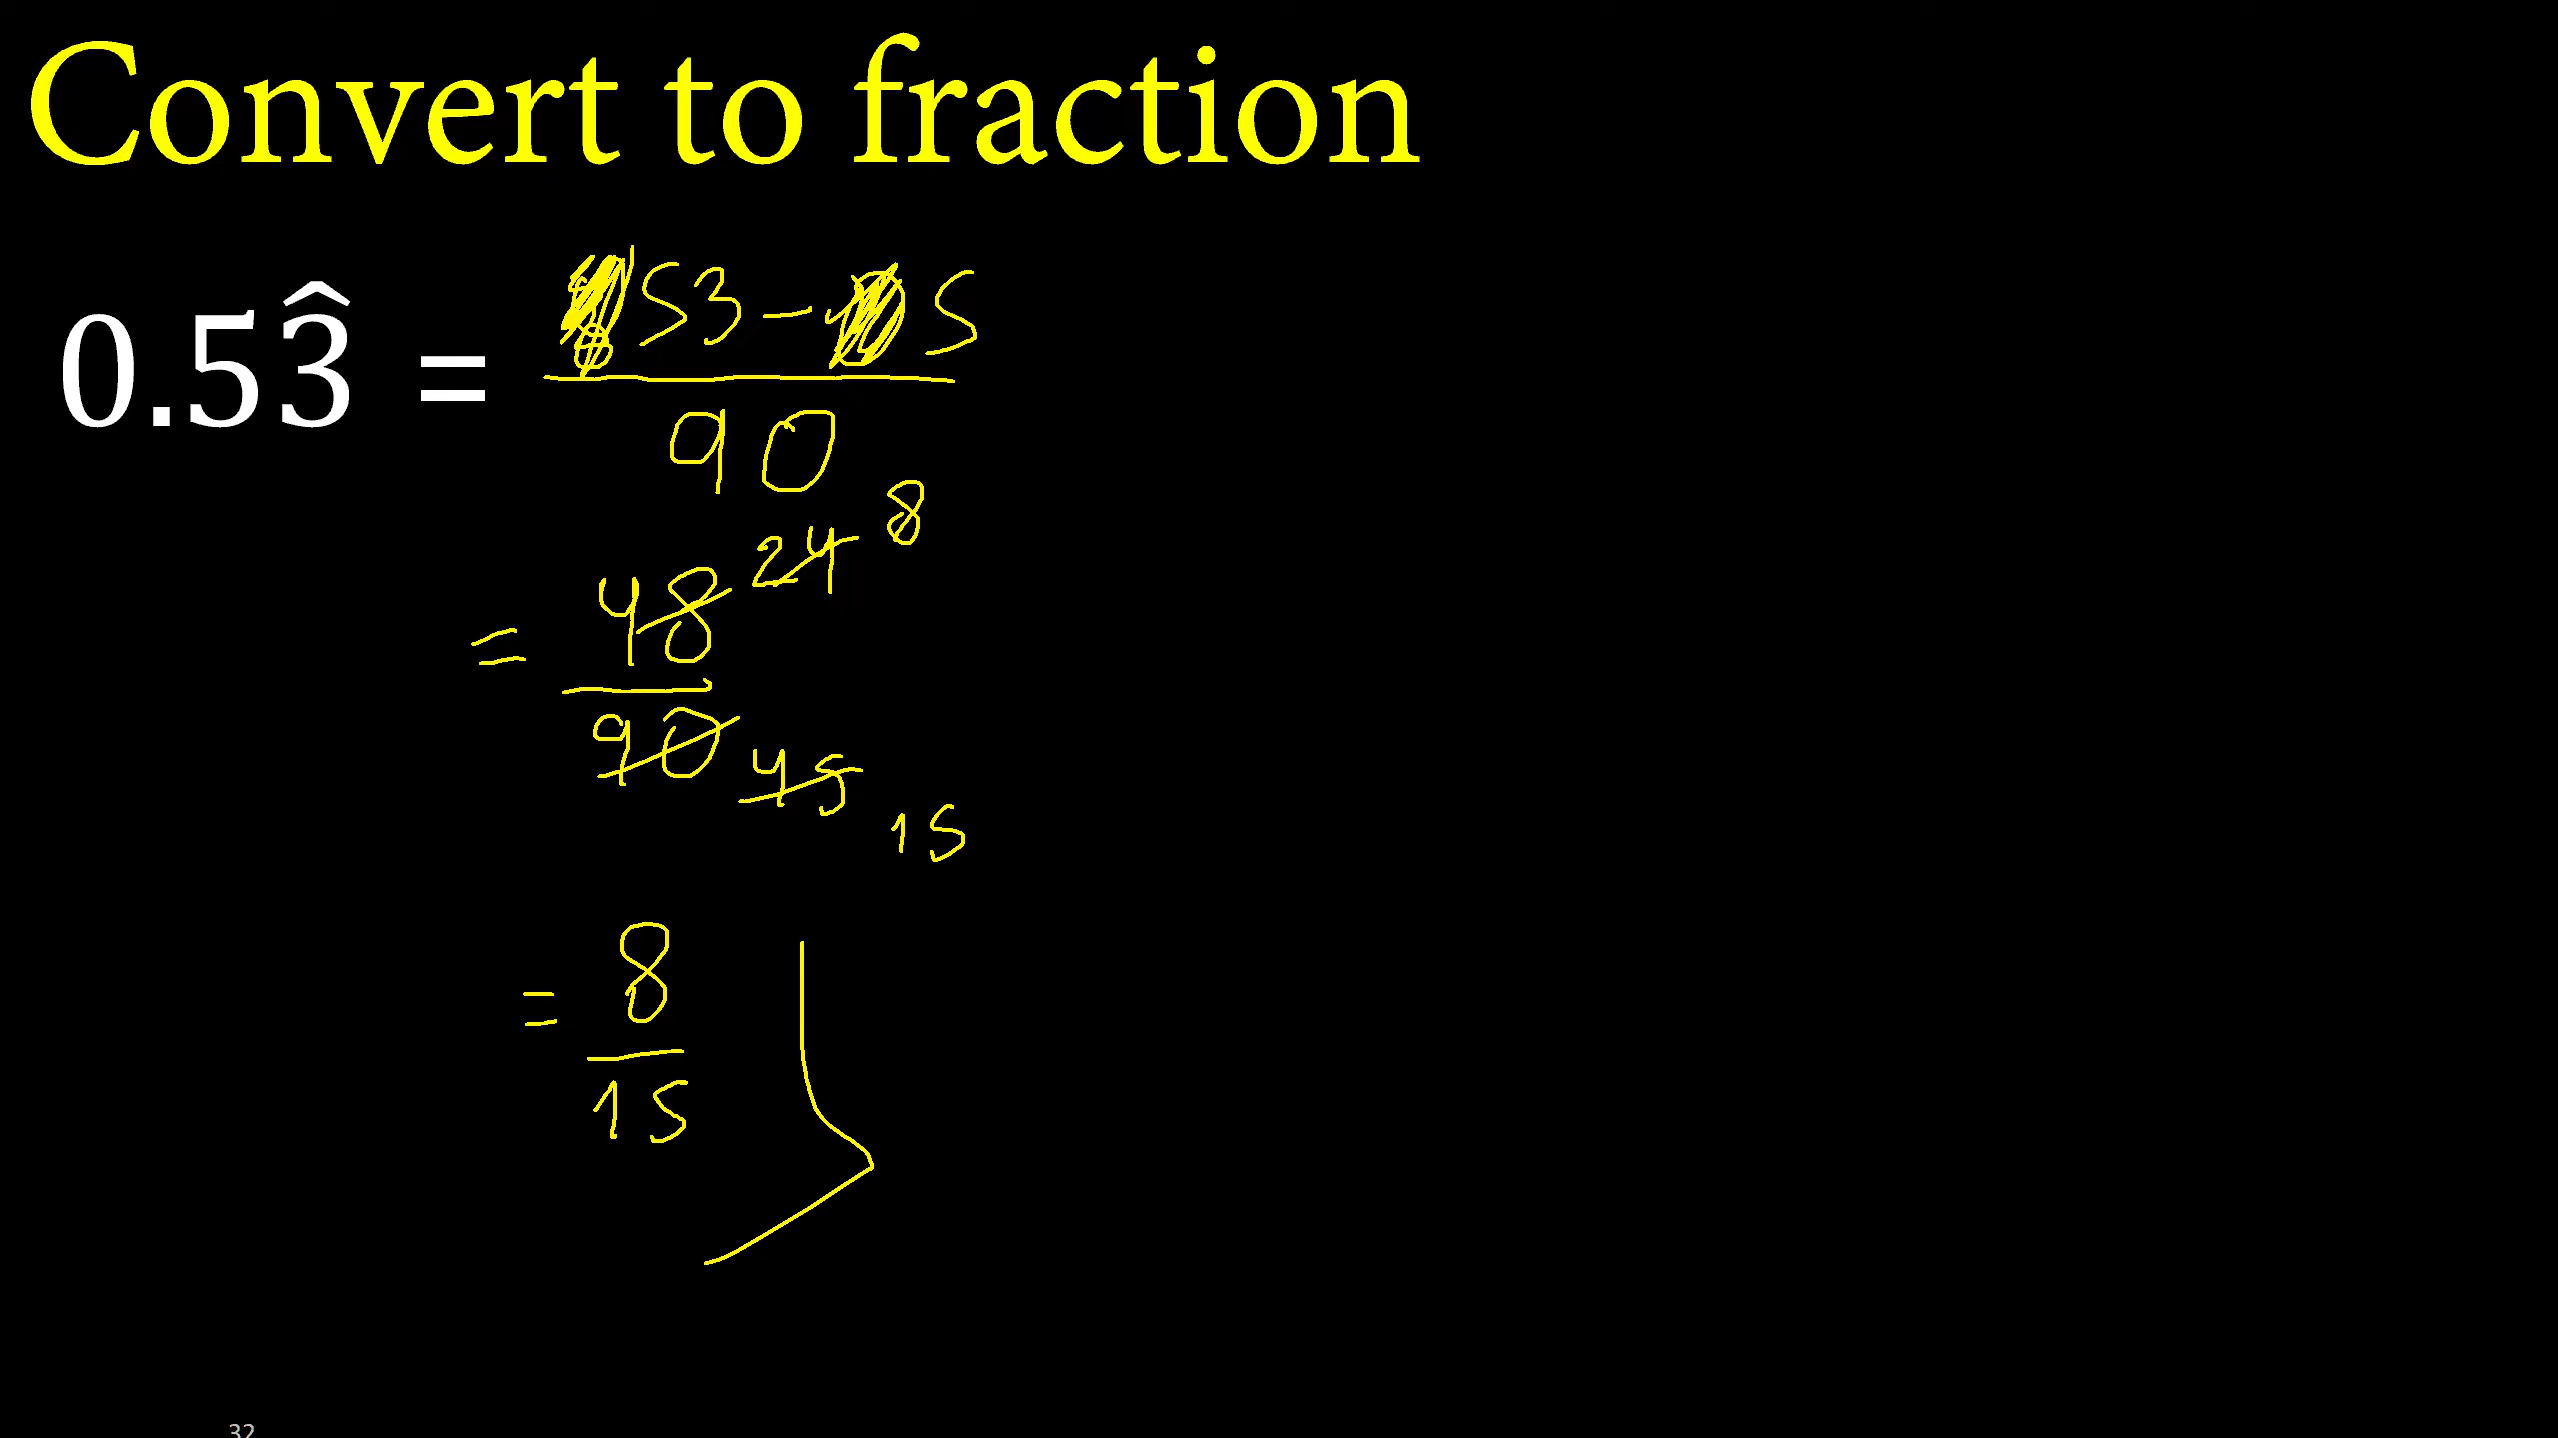 Convert to fraction
0.53̂ = 53 - 5
90
= 48 24 8
90 45 15
= 8
15
32